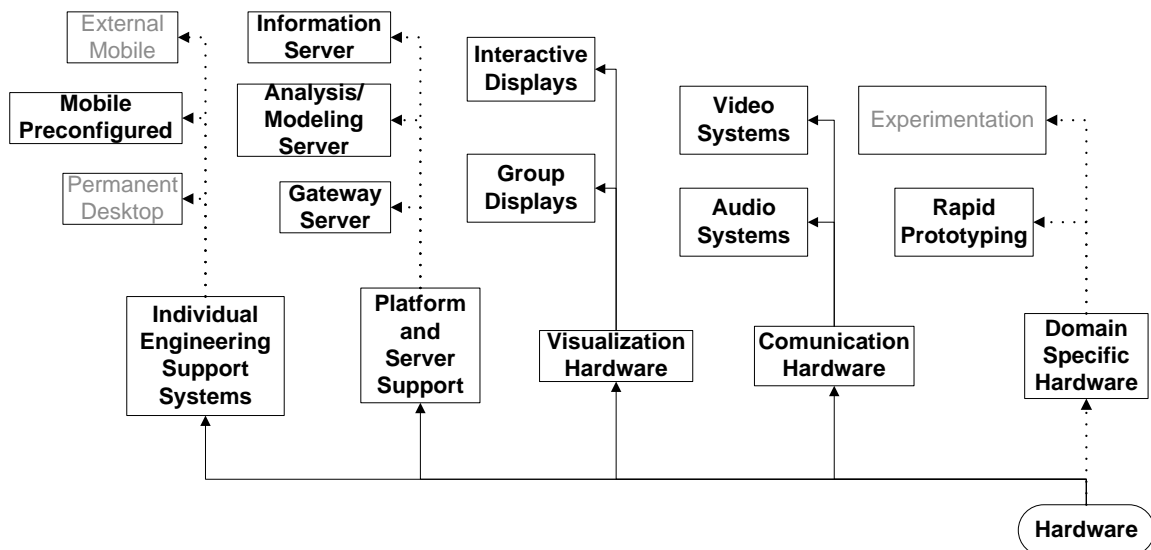 External
Mobile
Mobile
Preconfigured
Permanent
Desktop
Information
Server
Analysis/
Modeling
Server
Gateway
Server
Interactive
Displays
Group
Displays
Video
Systems
Audio
Systems
Experimentation
Rapid
Prototyping
Individual
Engineering
Support
Systems
Platform
and
Server
Support
Visualization
Hardware
Comunication
Hardware
Domain
Specific
Hardware
Hardware